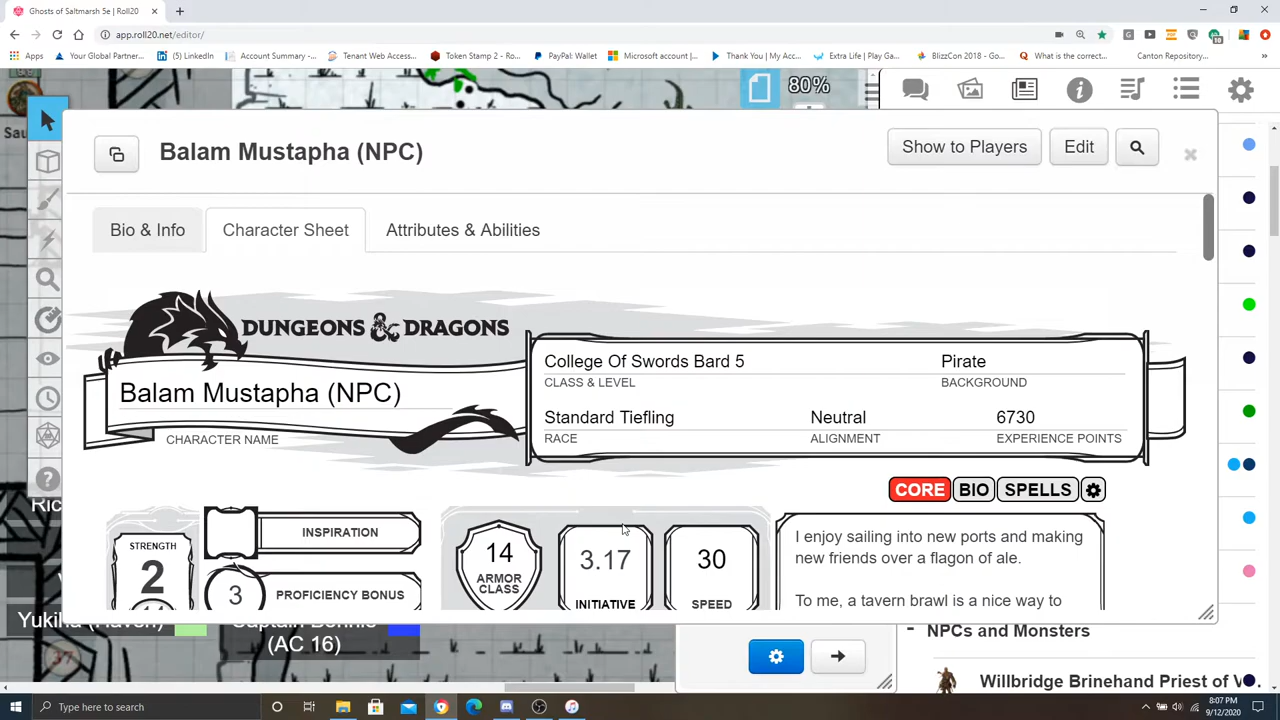 Ghosts of Saltmarsh 5e | Roll20
app.roll20.net/editor/
Apps
Your Global Partner...
(5) LinkedIn
Account Summary -...
Tenant Web Access...
Token Stamp 2 - Ro...
PayPal: Wallet
Microsoft account |...
Thank You | My Acc...
Extra Life | Play Ga...
BlizzCon 2018 - Go...
What is the correct...
Canton Repository...
80%
Sau
Balam Mustapha (NPC)
Show to Players
Edit
Bio & Info
Character Sheet
Attributes & Abilities
DUNGEONS & DRAGONS
Balam Mustapha (NPC)
CHARACTER NAME
College Of Swords Bard 5
Pirate
CLASS & LEVEL
BACKGROUND
Standard Tiefling
Neutral
6730
RACE
ALIGNMENT
EXPERIENCE POINTS
CORE
BIO
SPELLS
STRENGTH
2
INSPIRATION
3
PROFICIENCY BONUS
14
ARMOR
CLASS
3.17
INITIATIVE
30
SPEED
I enjoy sailing into new ports and making
new friends over a flagon of ale.
To me, a tavern brawl is a nice way to
Ric
(AC 16)
NPCs and Monsters
Willbridge Brinehand Priest of V
Type here to search
8:07 PM
9/12/2020